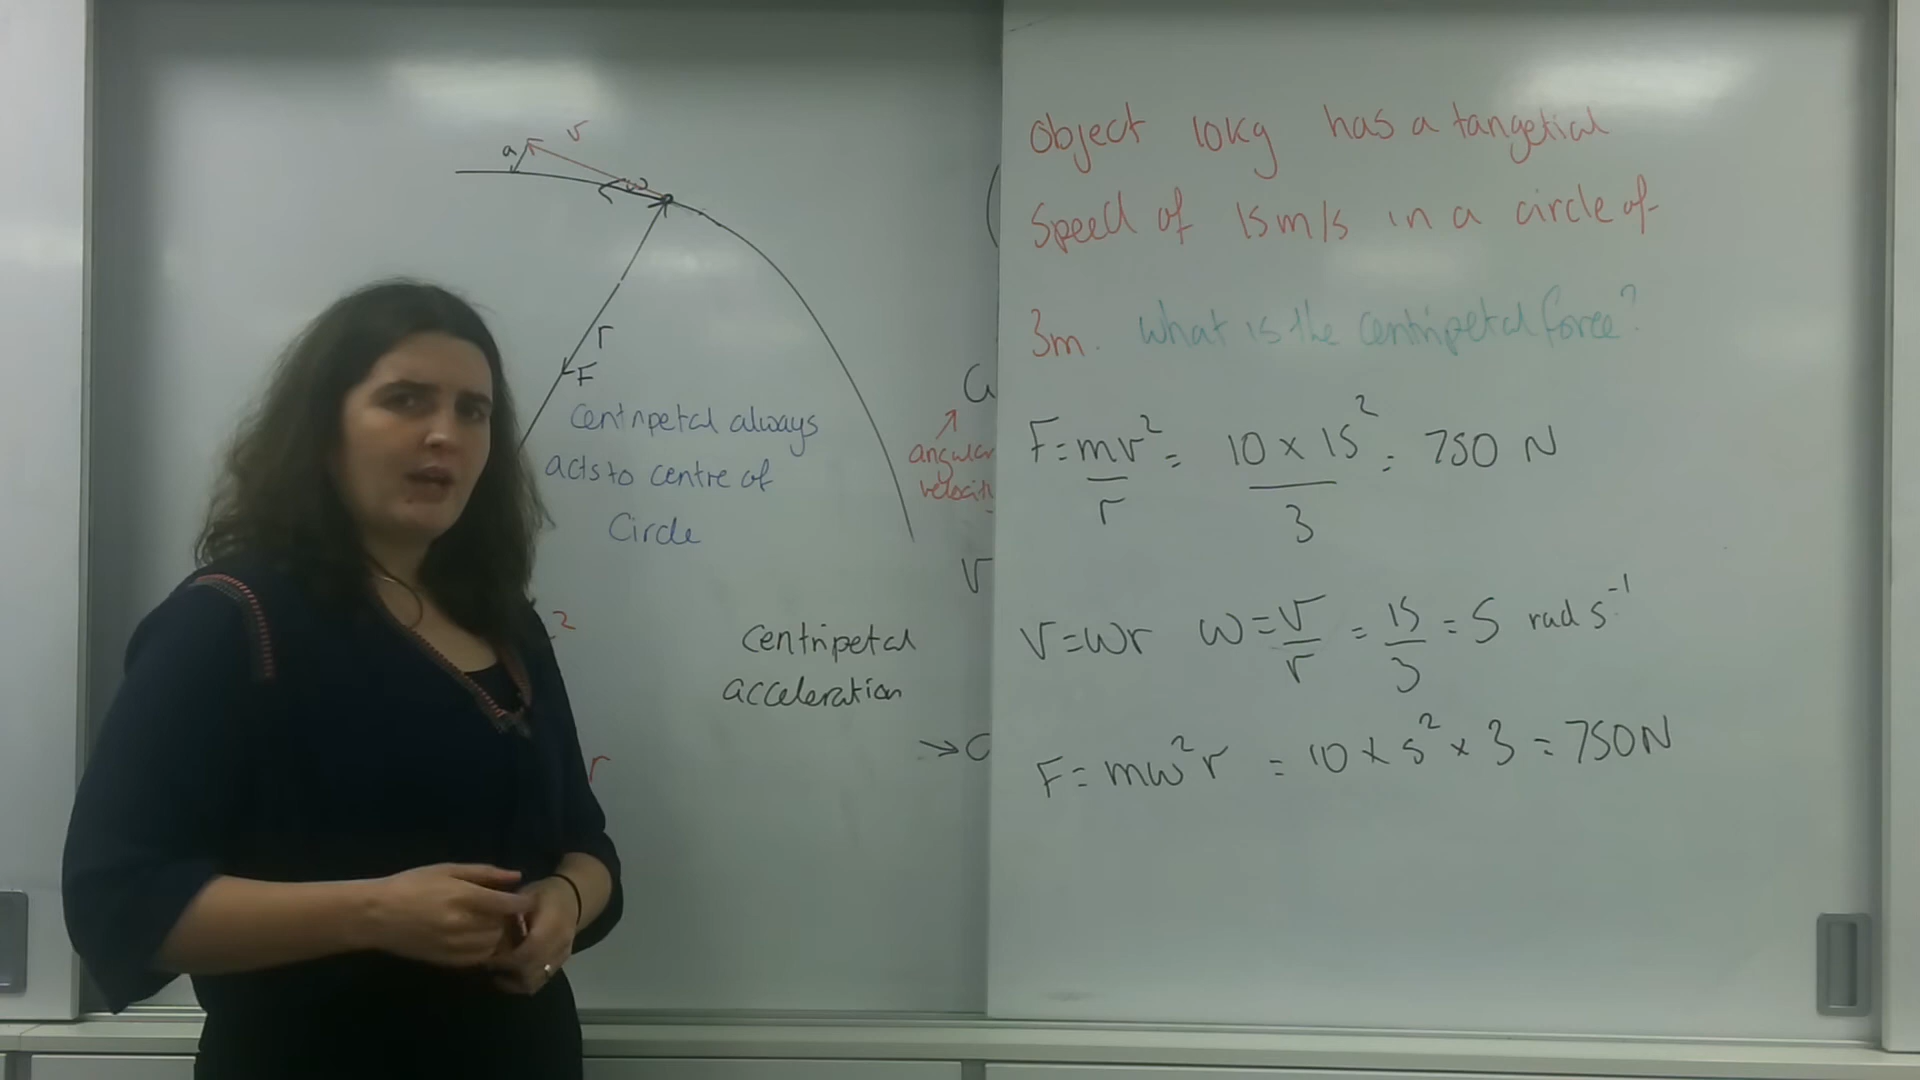 v
a
ω
r
F
Centripetal always
acts to centre of
Circle
2
r
Centripetal
acceleration
angular
v
Object 10kg has a tangetial
Speed of 15m/s in a circle of
3m. What is the centripetal force?
F = mv²/r = 10 × 15²/3 = 750 N
v = ωr ω = v/r = 15/3 = 5 rad s⁻¹
F = mω²r = 10 × 5² × 3 = 750N